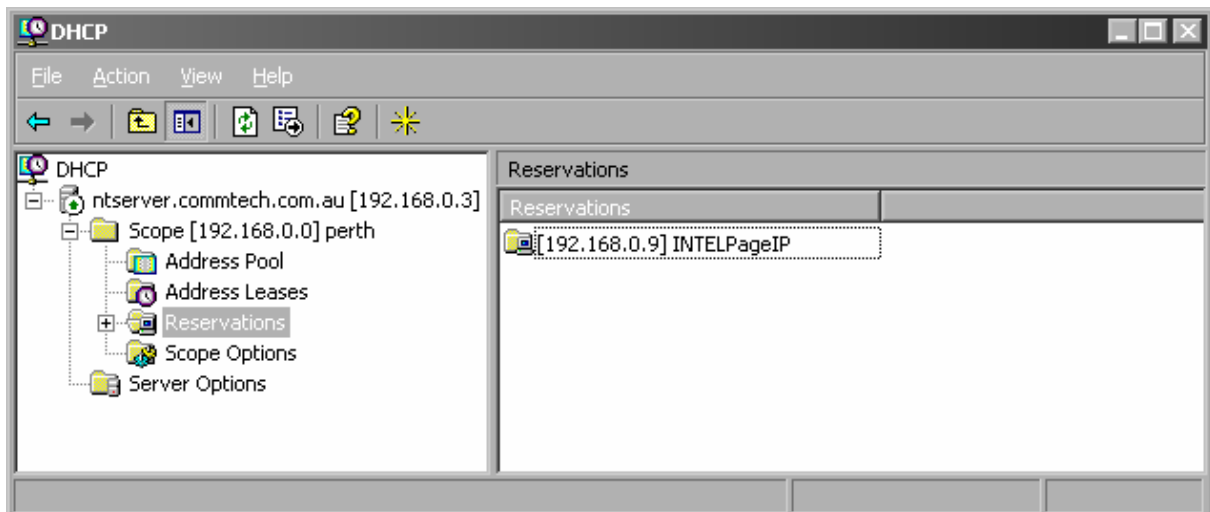 DHCP
File Action View Help
DHCP
ntserver.commtech.com.au [192.168.0.3]
Scope [192.168.0.0] perth
Address Pool
Address Leases
Reservations
Scope Options
Server Options
Reservations
Reservations
[192.168.0.9] INTELPageIP